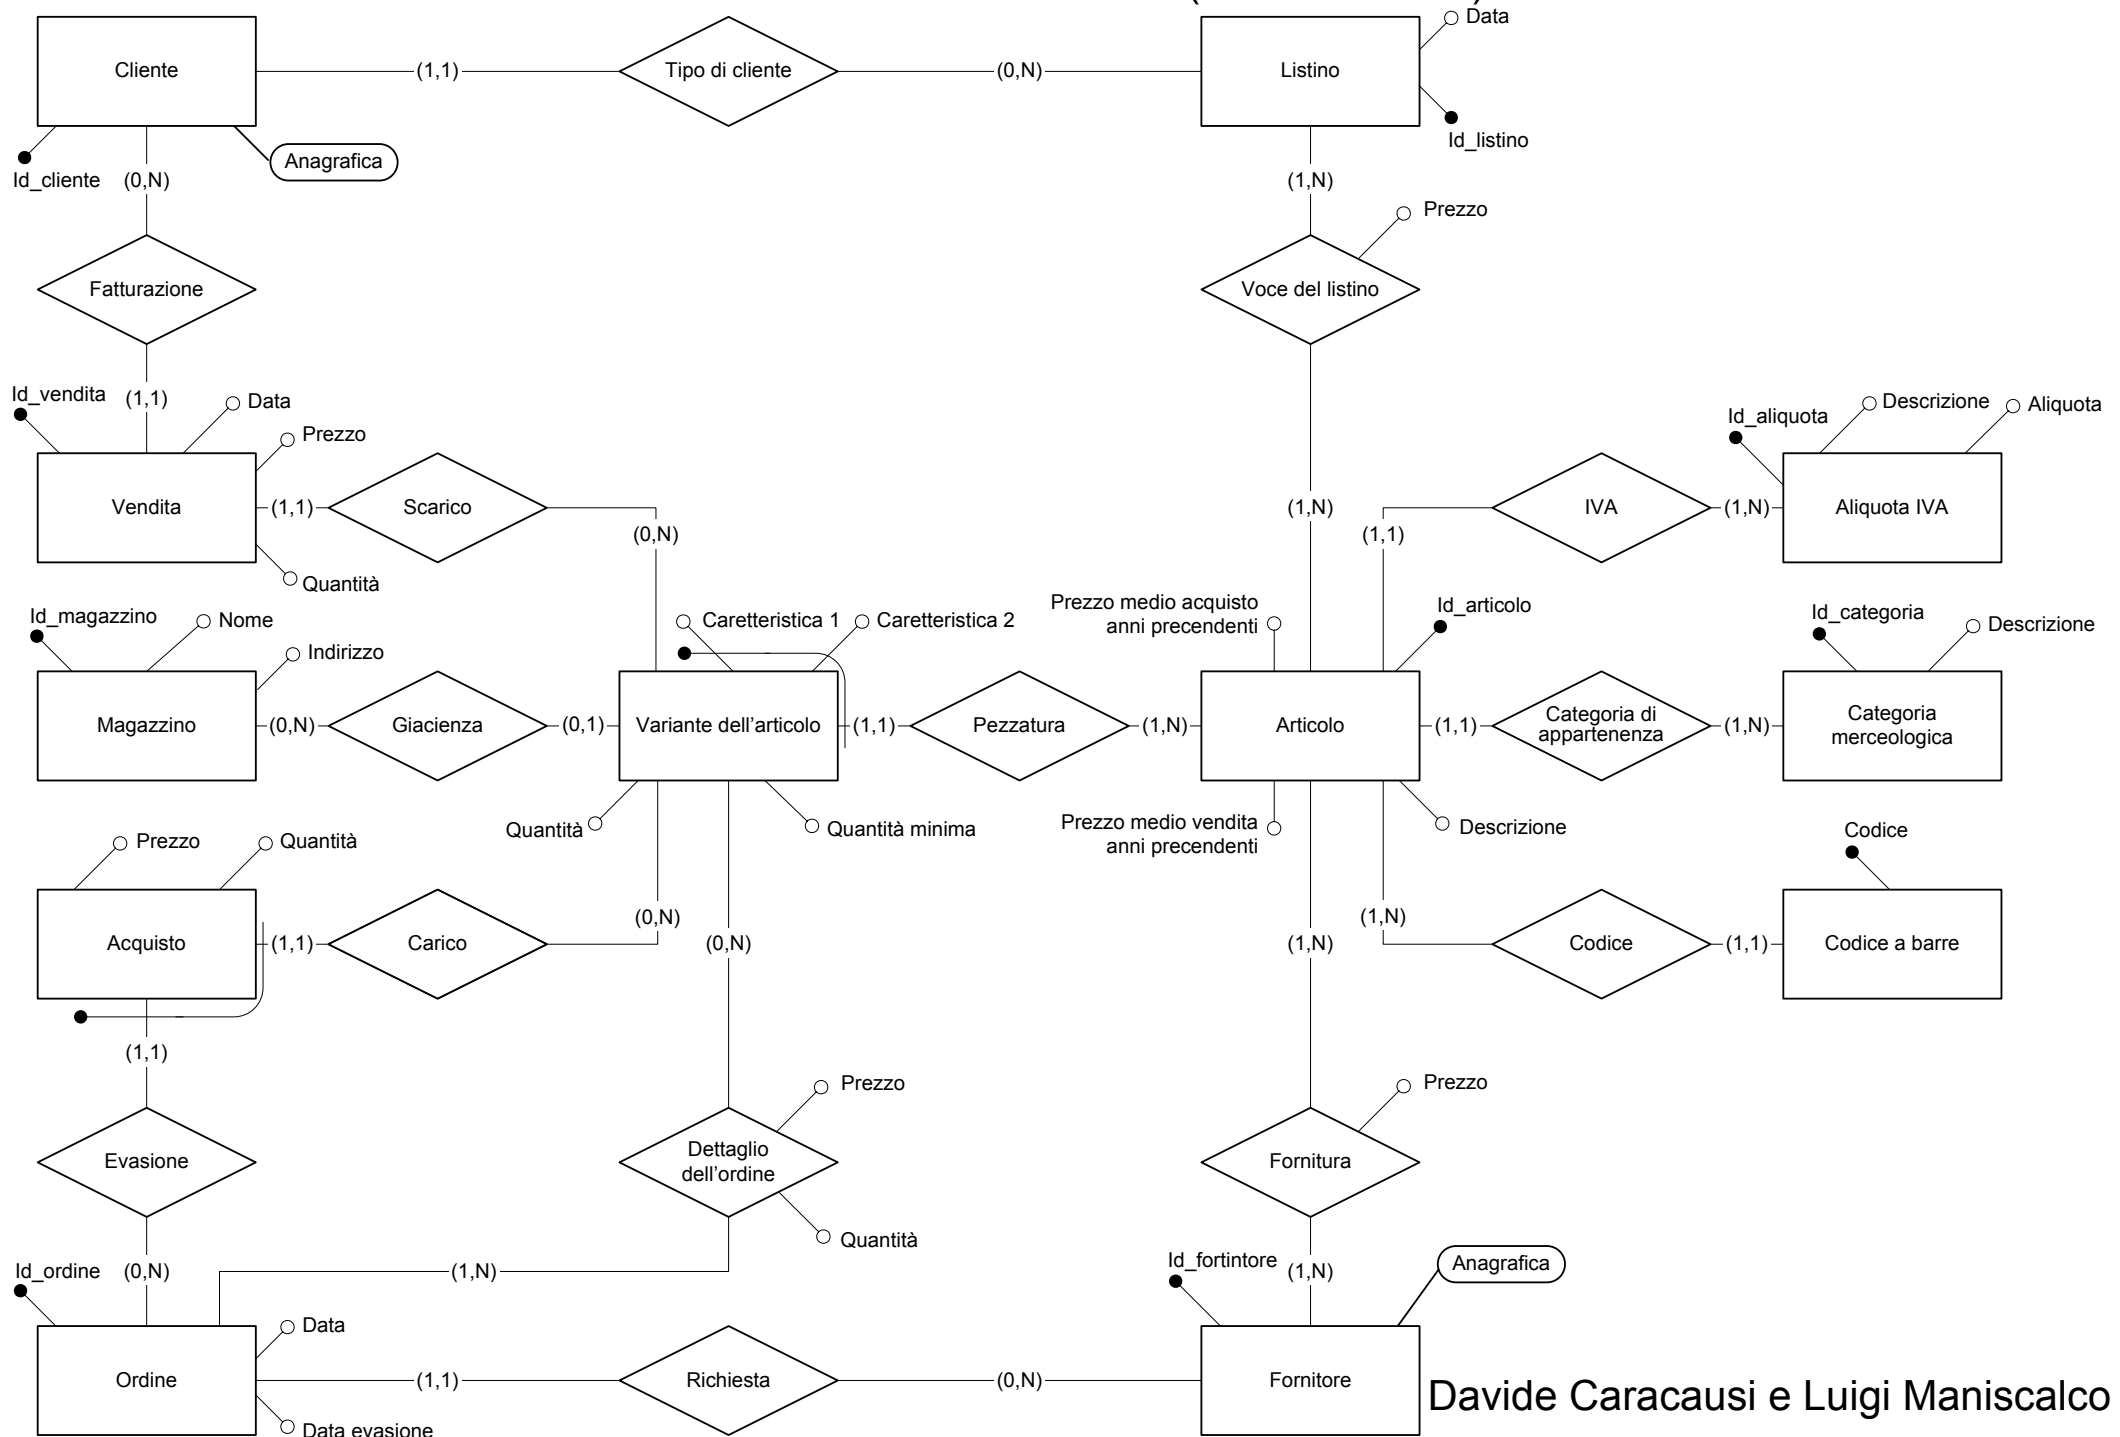 Data
Cliente
(1,1)
Tipo di cliente
(0,N)
Listino
Id_cliente
(0,N)
Anagrafica
Id_listino
(1,N)
Prezzo
Fatturazione
Voce del listino
Id_vendita
(1,1)
Data
Prezzo
Vendita
(1,1)
Scarico
(0,N)
Quantità
(1,N)
(1,1)
IVA
(1,N)
Id_aliquota
Descrizione
Aliquota
Aliquota IVA
Id_magazzino
Nome
Indirizzo
Magazzino
(0,N)
Giacienza
(0,1)
Caretteristica 1
Caretteristica 2
Variante dell'articolo
(1,1)
Pezzatura
(1,N)
Prezzo medio acquisto
anni precendenti
Id_articolo
Articolo
(1,1)
Categoria di
appartenenza
(1,N)
Id_categoria
Descrizione
Categoria
merceologica
Quantità
Quantità minima
Prezzo medio vendita
anni precendenti
Descrizione
Prezzo
Quantità
Acquisto
(1,1)
Carico
(0,N)
(0,N)
(1,N)
(1,N)
Codice
(1,1)
Codice
Codice a barre
(1,1)
Evasione
Prezzo
Dettaglio
dell'ordine
Quantità
Prezzo
Fornitura
Id_ordine
(0,N)
(1,N)
Id_fortintore
(1,N)
Anagrafica
Data
Ordine
(1,1)
Richiesta
(0,N)
Fornitore
Data evasione
Davide Caracausi e Luigi Maniscalco